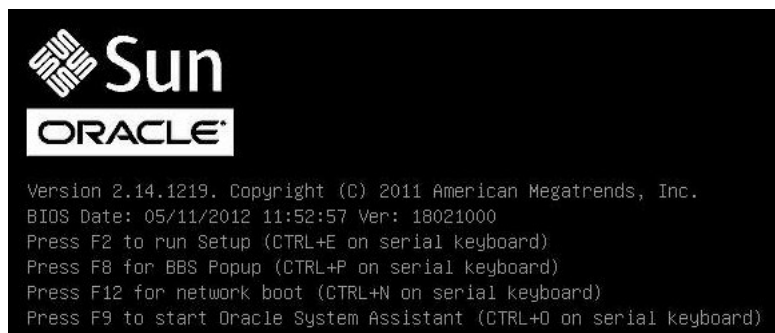 Sun
ORACLE
Version 2.14.1219. Copyright (C) 2011 American Megatrends, Inc.
BIOS Date: 05/11/2012 11:52:57 Ver: 18021000
Press F2 to run Setup (CTRL+E on serial keyboard)
Press F8 for BBS Popup (CTRL+P on serial keyboard)
Press F12 for network boot (CTRL+N on serial keyboard)
Press F9 to start Oracle System Assistant (CTRL+O on serial keyboard)